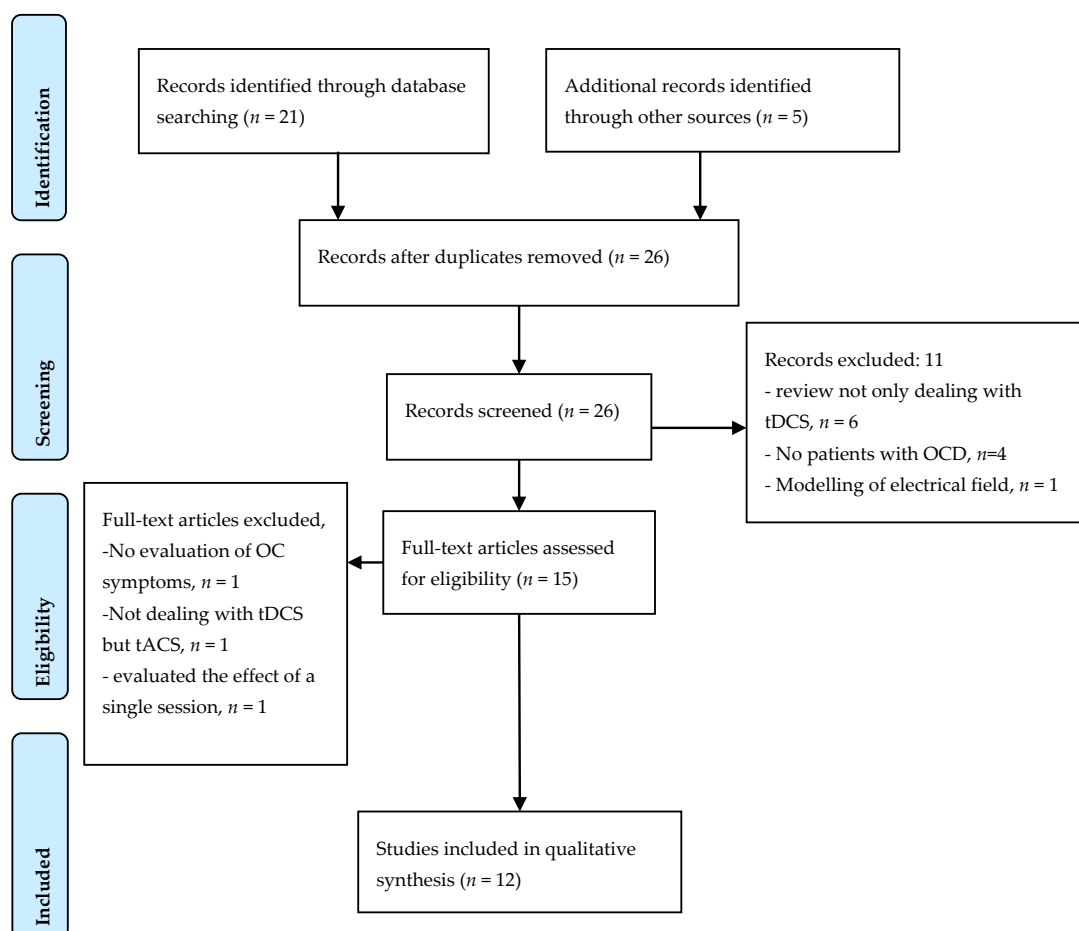 Identification
Records identified through database
searching (n = 21)
Additional records identified
through other sources (n = 5)
Records after duplicates removed (n = 26)
Screening
Records screened (n = 26)
Records excluded: 11
- review not only dealing with
tDCS, n = 6
- No patients with OCD, n=4
- Modelling of electrical field, n = 1
Eligibility
Full-text articles excluded,
-No evaluation of OC
symptoms, n = 1
-Not dealing with tDCS
but tACS, n = 1
- evaluated the effect of a
single session, n = 1
Full-text articles assessed
for eligibility (n = 15)
Included
Studies included in qualitative
synthesis (n = 12)